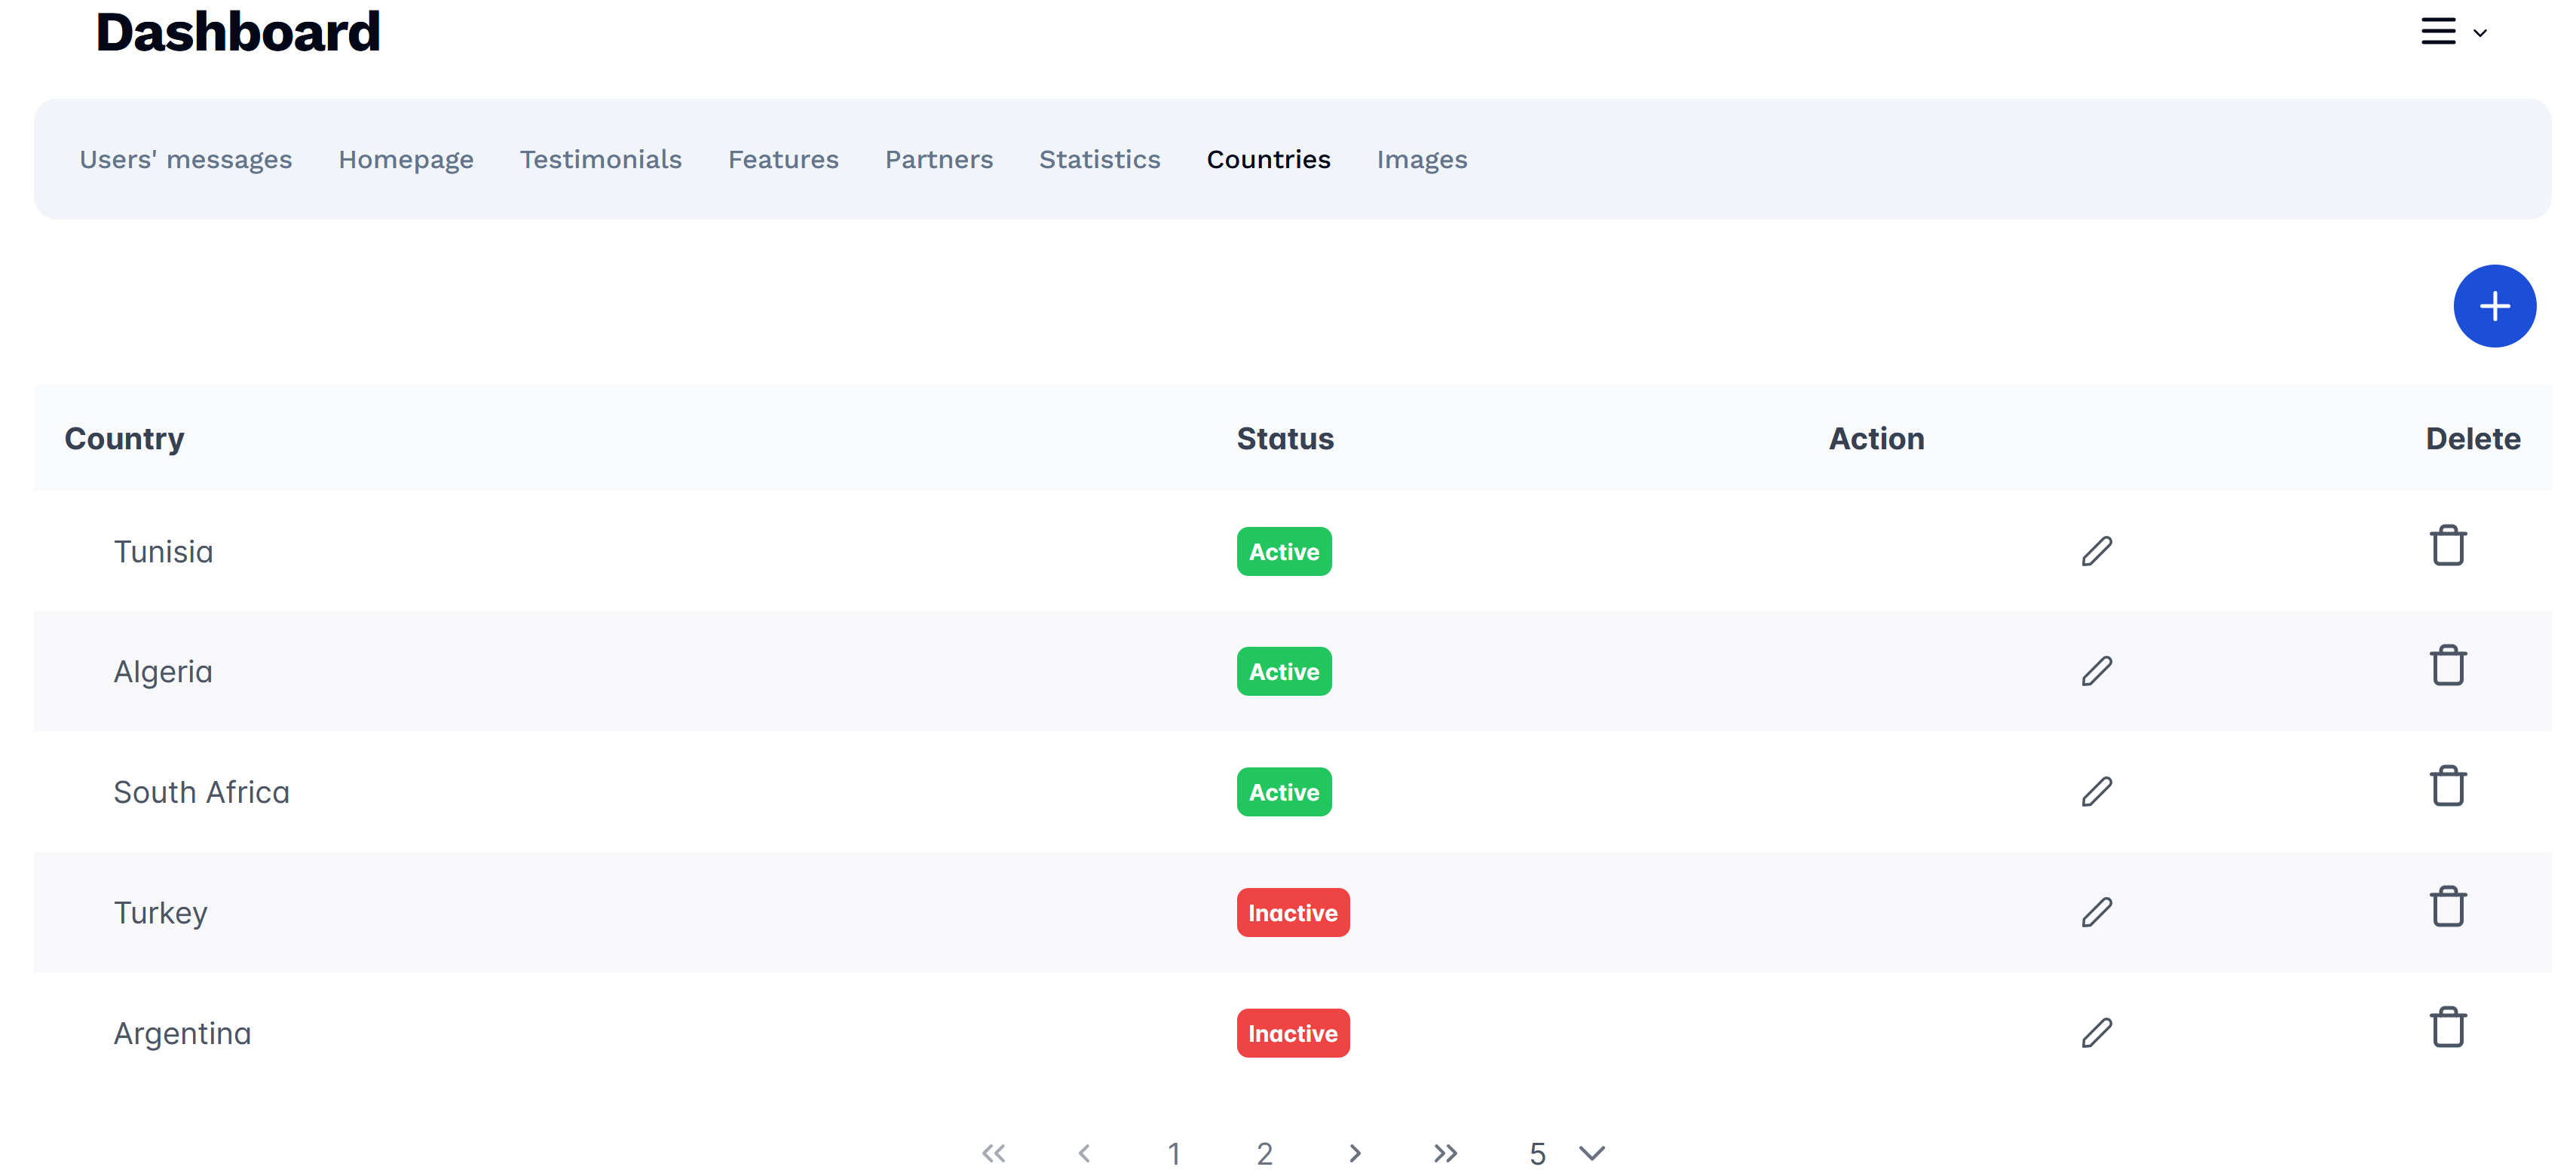 Dashboard
Users' messages Homepage Testimonials Features Partners Statistics Countries Images
Country Status Action Delete
Tunisia Active
Algeria Active
South Africa Active
Turkey Inactive
Argentina Inactive
1 2 5